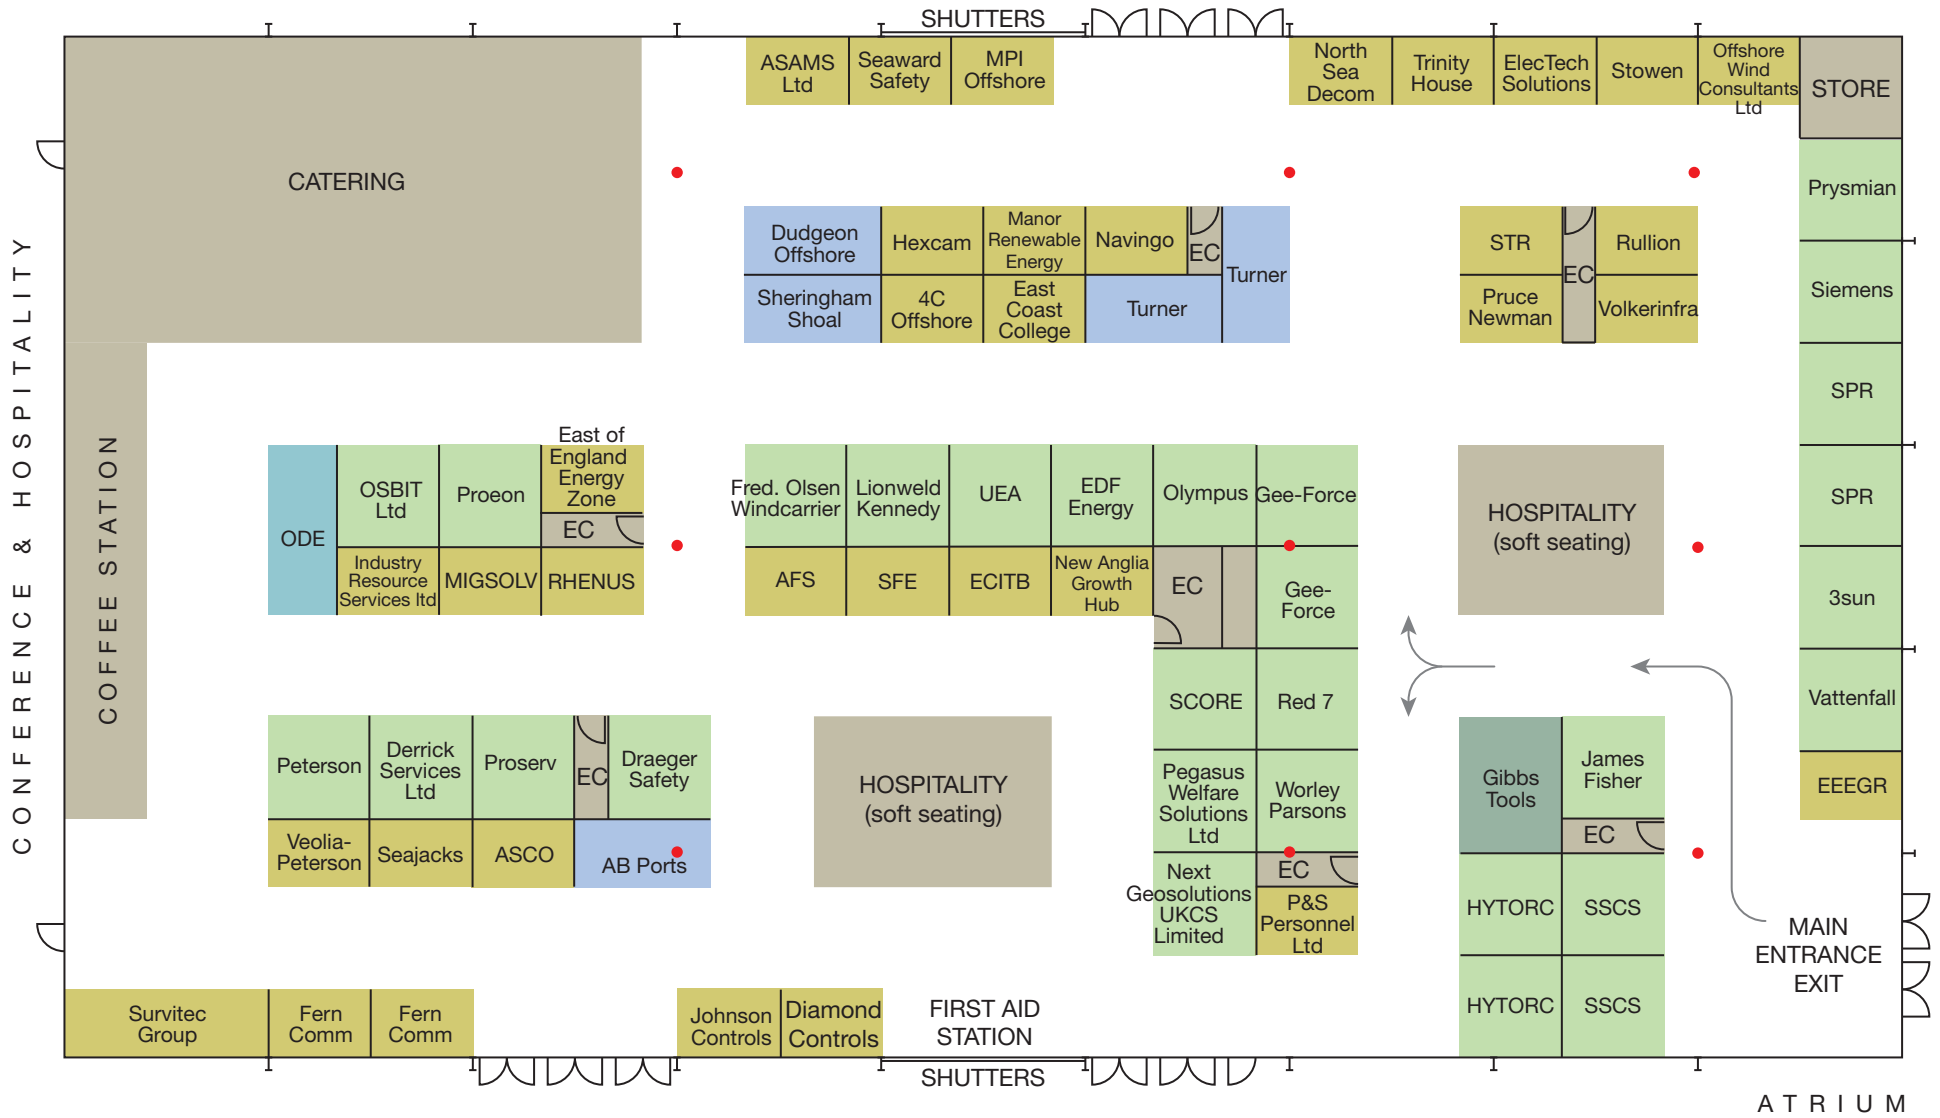 SHUTTERS
ASAMS
Ltd
Seaward
Safety
MPI
Offshore
North
Sea
Decom
Trinity
House
ElecTech
Solutions
Stowen
Offshore
Wind
Consultants
Ltd
STORE
CATERING
Prysmian
Dudgeon
Offshore
Hexcam
Manor
Renewable
Energy
Navingo
EC
Turner
STR
EC
Rullion
Sheringham
Shoal
4C
Offshore
East
Coast
College
Turner
Pruce
Newman
Volkerinfra
Siemens
SPR
CONFERENCE & HOSPITALITY
COFFEE STATION
ODE
OSBIT
Ltd
Proeon
East of
England
Energy
Zone
EC
Industry
Resource
Services ltd
MIGSOLV
RHENUS
Fred. Olsen
Windcarrier
Lionweld
Kennedy
UEA
EDF
Energy
Olympus
Gee-Force
AFS
SFE
ECITB
New Anglia
Growth
Hub
EC
Gee-
Force
HOSPITALITY
(soft seating)
SPR
3sun
SCORE
Red 7
Vattenfall
Peterson
Derrick
Services
Ltd
Proserv
EC
Draeger
Safety
Veolia-
Peterson
Seajacks
ASCO
AB Ports
HOSPITALITY
(soft seating)
Pegasus
Welfare
Solutions
Ltd
Worley
Parsons
Next
Geosolutions
UKCS
Limited
EC
P&S
Personnel
Ltd
Gibbs
Tools
James
Fisher
EC
EEEGR
HYTORC
SSCS
HYTORC
SSCS
MAIN
ENTRANCE
EXIT
Survitec
Group
Fern
Comm
Fern
Comm
Johnson
Controls
Diamond
Controls
FIRST AID
STATION
SHUTTERS
ATRIUM